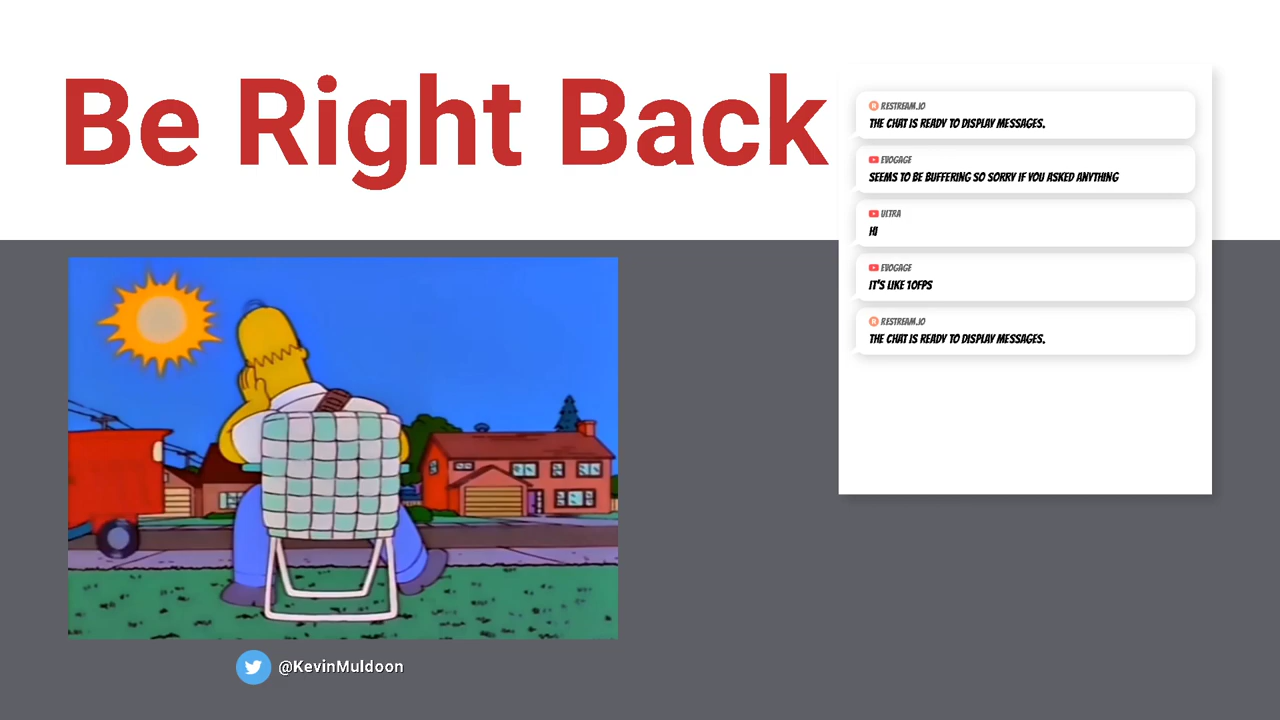 Be Right Back
RESTREAM.IO
THE CHAT IS READY TO DISPLAY MESSAGES.
EVOGAGE
SEEMS TO BE BUFFERING SO SORRY IF YOU ASKED ANYTHING
ULTRA
HI
EVOGAGE
IT'S LIKE 10FPS
RESTREAM.IO
THE CHAT IS READY TO DISPLAY MESSAGES.
@KevinMuldoon